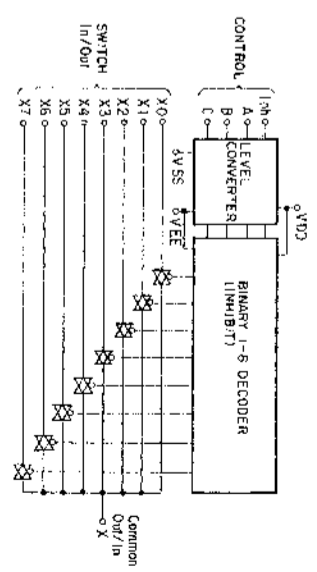 CONTROL
Inh
A
B
C
LEVEL
CONVERTER
VDD
VSS
VEE
BINARY 1-8 DECODER
(INHIBIT)
SWITCH
In/Out
X0
X1
X2
X3
X4
X5
X6
X7
Common
Out/In
X